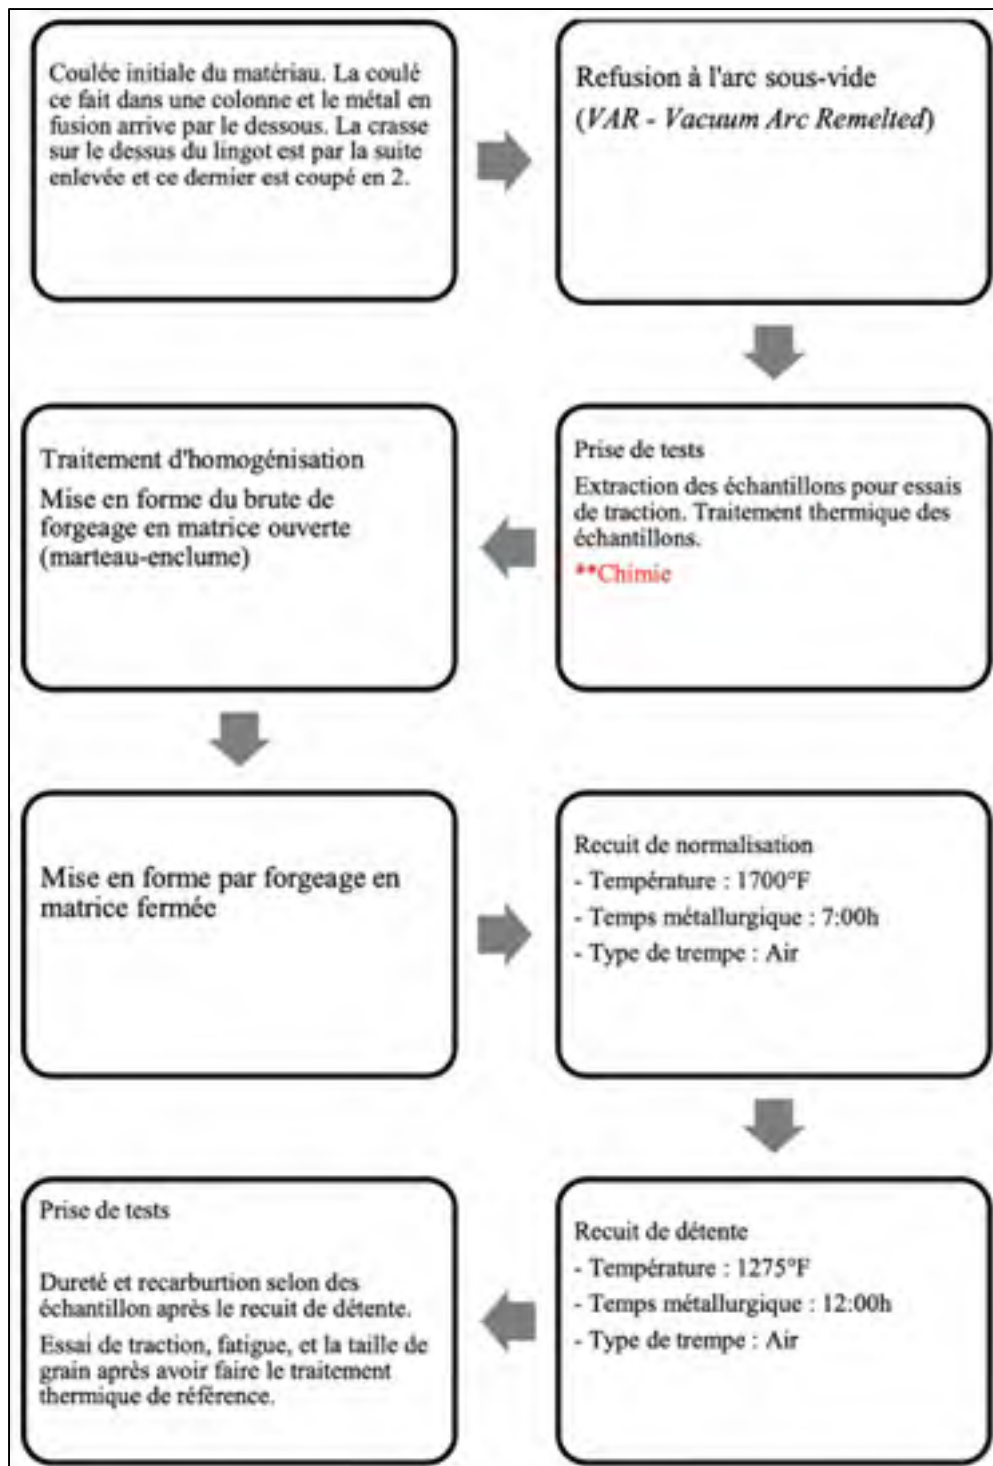 Coulée initiale du matériau. La coulé
ce fait dans une colonne et le métal en
fusion arrive par le dessous. La crasse
sur le dessus du lingot est par la suite
enlevée et ce dernier est coupé en 2.
Refusion à l'arc sous-vide
(VAR - Vacuum Arc Remelted)
Prise de tests
Extraction des échantillons pour essais
de traction. Traitement thermique des
échantillons.
**Chimie
Traitement d'homogénisation
Mise en forme du brute de
forgeage en matrice ouverte
(marteau-enclume)
Mise en forme par forgeage en
matrice fermée
Recuit de normalisation
- Température : 1700°F
- Temps métallurgique : 7:00h
- Type de trempe : Air
Recuit de détente
- Température : 1275°F
- Temps métallurgique : 12:00h
- Type de trempe : Air
Prise de tests
Dureté et recarburtion selon des
échantillon après le recuit de détente.
Essai de traction, fatigue, et la taille de
grain après avoir faire le traitement
thermique de référence.